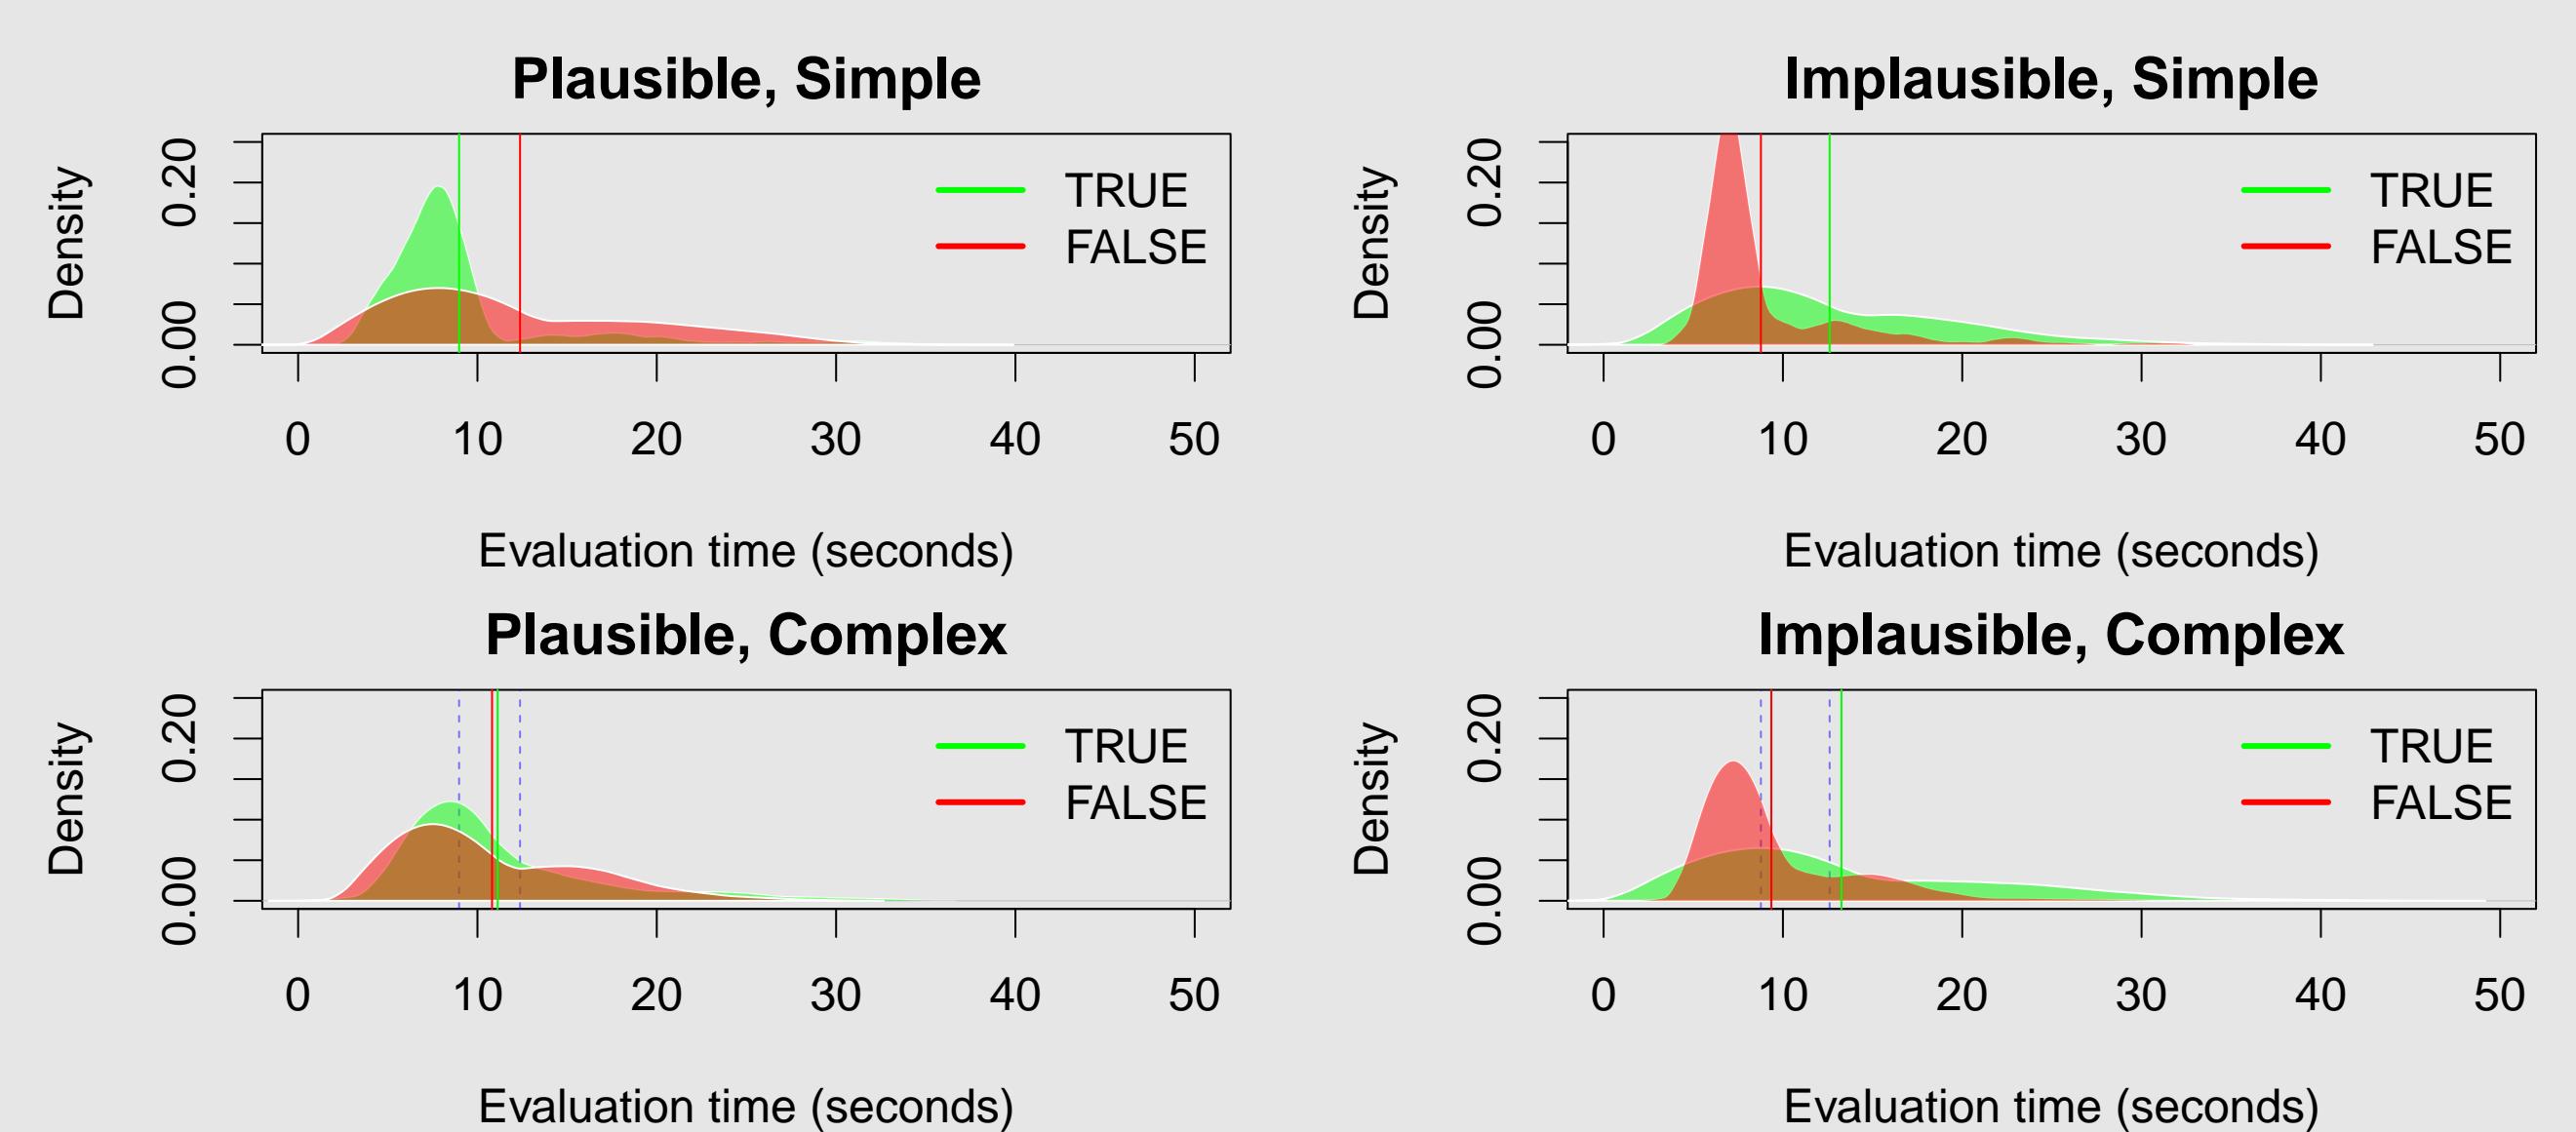 Plausible, Simple
Density
0.00 0.20
TRUE
FALSE
0 10 20 30 40 50
Evaluation time (seconds)
Implausible, Simple
Density
0.00 0.20
TRUE
FALSE
0 10 20 30 40 50
Evaluation time (seconds)
Plausible, Complex
Density
0.00 0.20
TRUE
FALSE
0 10 20 30 40 50
Evaluation time (seconds)
Implausible, Complex
Density
0.00 0.20
TRUE
FALSE
0 10 20 30 40 50
Evaluation time (seconds)